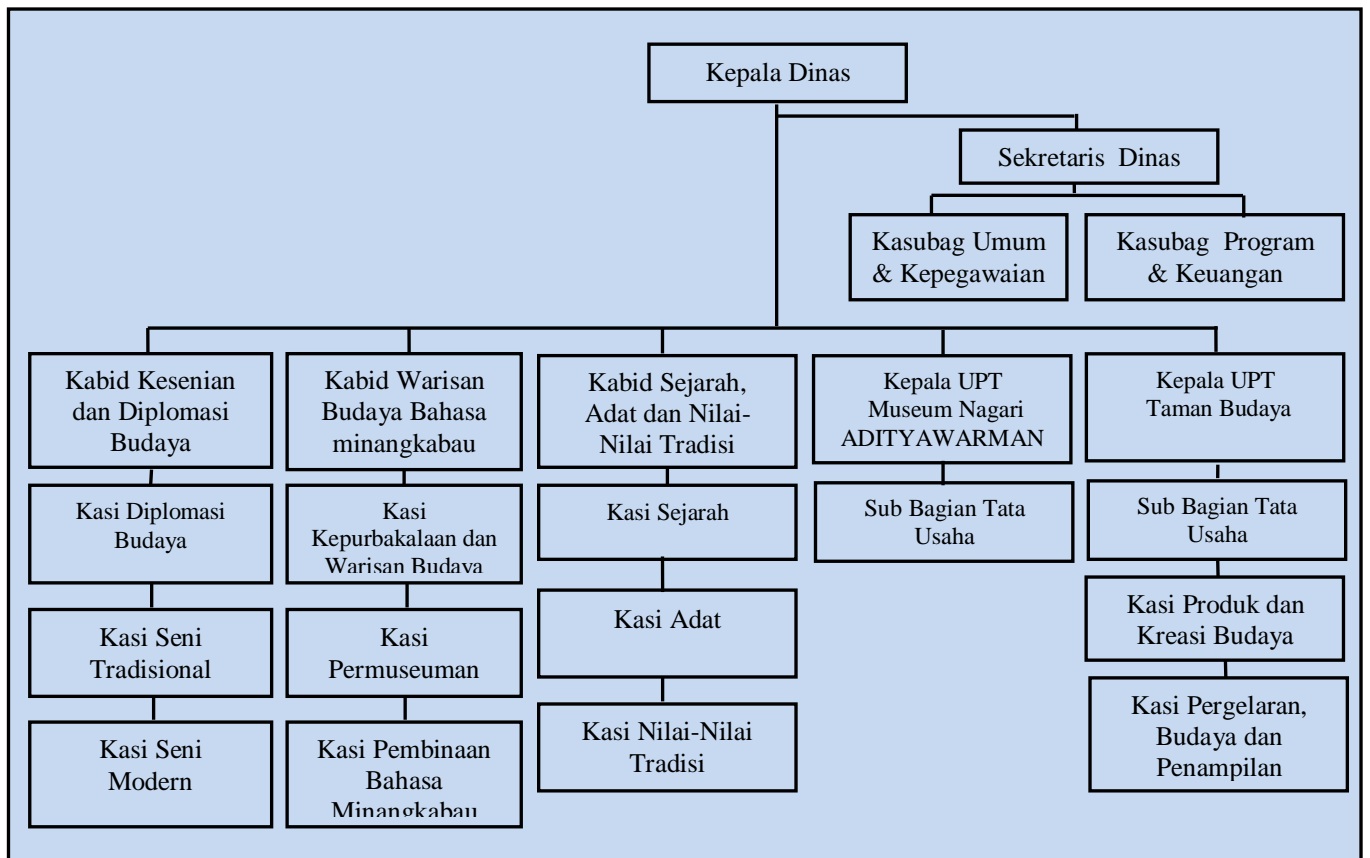 Kepala Dinas
Sekretaris Dinas
Kasubag Umum
& Kepegawaian
Kasubag Program
& Keuangan
Kabid Kesenian
dan Diplomasi
Budaya
Kabid Warisan
Budaya Bahasa
minangkabau
Kabid Sejarah,
Adat dan Nilai-
Nilai Tradisi
Kepala UPT
Museum Nagari
ADITYAWARMAN
Kepala UPT
Taman Budaya
Kasi Diplomasi
Budaya
Kasi
Kepurbakalaan dan
Warisan Budaya
Kasi Sejarah
Sub Bagian Tata
Usaha
Sub Bagian Tata
Usaha
Kasi Seni
Tradisional
Kasi
Permuseuman
Kasi Adat
Kasi Produk dan
Kreasi Budaya
Kasi Seni
Modern
Kasi Pembinaan
Bahasa
Minangkabau
Kasi Nilai-Nilai
Tradisi
Kasi Pergelaran,
Budaya dan
Penampilan